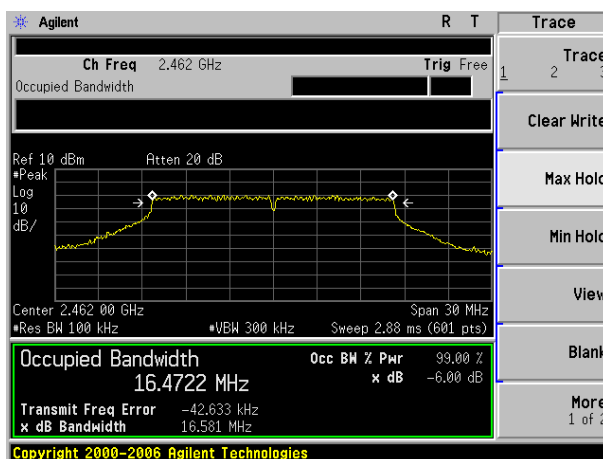 Agilent R T Trace
Ch Freq 2.462 GHz Trig Free
Occupied Bandwidth
Trace
1 2 3
Clear Write
Max Hold
Min Hold
View
Blank
More
1 of 2
Ref 10 dBm Atten 20 dB
#Peak
Log
10
dB/
Center 2.462 00 GHz Span 30 MHz
#Res BW 100 kHz #VBW 300 kHz Sweep 2.88 ms (601 pts)
Occupied Bandwidth Occ BW % Pwr 99.00 %
16.4722 MHz x dB -6.00 dB
Transmit Freq Error -42.633 kHz
x dB Bandwidth 16.581 MHz
Copyright 2000-2006 Agilent Technologies